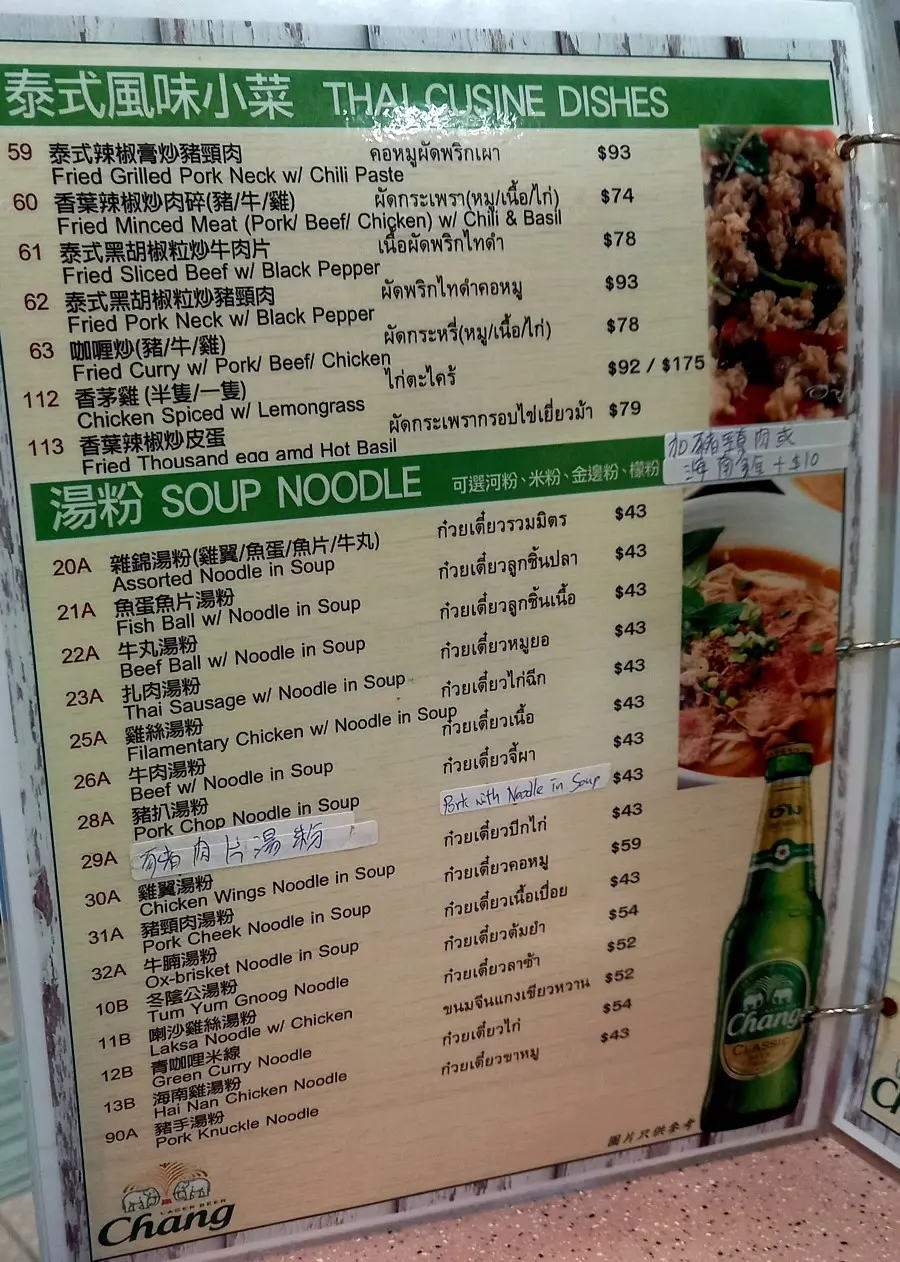 泰式風味小菜 THAI CUSINE DISHES
59 泰式辣椒膏炒豬頸肉 คอหมูผัดพริกเผา $93
Fried Grilled Pork Neck w/ Chili Paste
60 香葉辣椒炒肉碎(豬/牛/雞) ผัดกระเพรา(หมู/เนื้อ/ไก่) $74
Fried Minced Meat (Pork/ Beef/ Chicken) w/ Chili & Basil
61 泰式黑胡椒粒炒牛肉片 เนื้อผัดพริกไทดำ $78
Fried Sliced Beef w/ Black Pepper
62 泰式黑胡椒粒炒豬頸肉 ผัดพริกไทดำคอหมู $93
Fried Pork Neck w/ Black Pepper
63 咖喱炒(豬/牛/雞) ผัดกระหรี่(หมู/เนื้อ/ไก่) $78
Fried Curry w/ Pork/ Beef/ Chicken
112 香茅雞 (半隻/一隻) ไก่ตะไคร้ $92 / $175
Chicken Spiced w/ Lemongrass
113 香葉辣椒炒皮蛋 ผัดกระเพรากรอบไข่เยี่ยวม้า $79
Fried Thousand egg amd Hot Basil
湯粉 SOUP NOODLE 可選河粉、米粉、金邊粉、檬粉
加豬頸肉或
海南雞 + $10
20A 雜錦湯粉(雞翼/魚蛋/魚片/牛丸) ก๋วยเตี๋ยวรวมมิตร $43
Assorted Noodle in Soup
21A 魚蛋魚片湯粉 ก๋วยเตี๋ยวลูกชิ้นปลา $43
Fish Ball w/ Noodle in Soup
22A 牛丸湯粉 ก๋วยเตี๋ยวลูกชิ้นเนื้อ $43
Beef Ball w/ Noodle in Soup
23A 扎肉湯粉 ก๋วยเตี๋ยวหมูยอ $43
Thai Sausage w/ Noodle in Soup
25A 雞絲湯粉 ก๋วยเตี๋ยวไก่ฉีก $43
Filamentary Chicken w/ Noodle in Soup
26A 牛肉湯粉 ก๋วยเตี๋ยวเนื้อ $43
Beef w/ Noodle in Soup
28A 豬扒湯粉 ก๋วยเตี๋ยวจี้ผา $43
Pork Chop Noodle in Soup
29A 豬肉片湯粉 Pork with Noodle in Soup $43
30A 雞翼湯粉 ก๋วยเตี๋ยวปีกไก่ $43
Chicken Wings Noodle in Soup
31A 豬頸肉湯粉 ก๋วยเตี๋ยวคอหมู $59
Pork Cheek Noodle in Soup
32A 牛腩湯粉 ก๋วยเตี๋ยวเนื้อเปื่อย $43
Ox-brisket Noodle in Soup
10B 冬陰公湯粉 ก๋วยเตี๋ยวต้มยำ $54
Tum Yum Gnoog Noodle
11B 喇沙雞絲湯粉 ก๋วยเตี๋ยวลาซ้า $52
Laksa Noodle w/ Chicken
12B 青咖哩米線 ขนมจีนแกงเขียวหวาน $52
Green Curry Noodle
13B 海南雞湯粉 ก๋วยเตี๋ยวไก่ $54
Hai Nan Chicken Noodle
90A 豬手湯粉 ก๋วยเตี๋ยวขาหมู $43
Pork Knuckle Noodle
圖片只供參考
ช้าง
Chang
CLASSIC
LAGER BEER
Chang